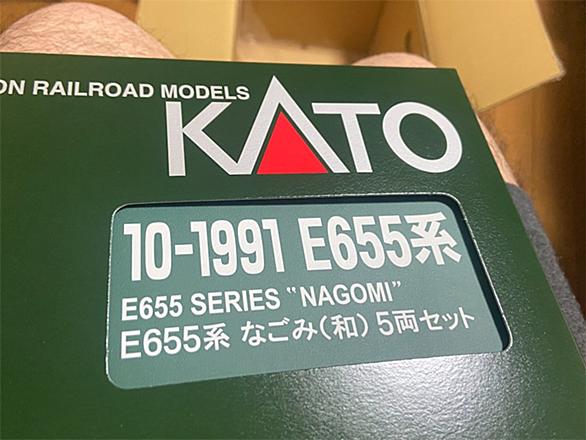 ON RAILROAD MODELS
KATO
10-1991 E655系
E655 SERIES “NAGOMI”
E655系 なごみ(和) 5両セット